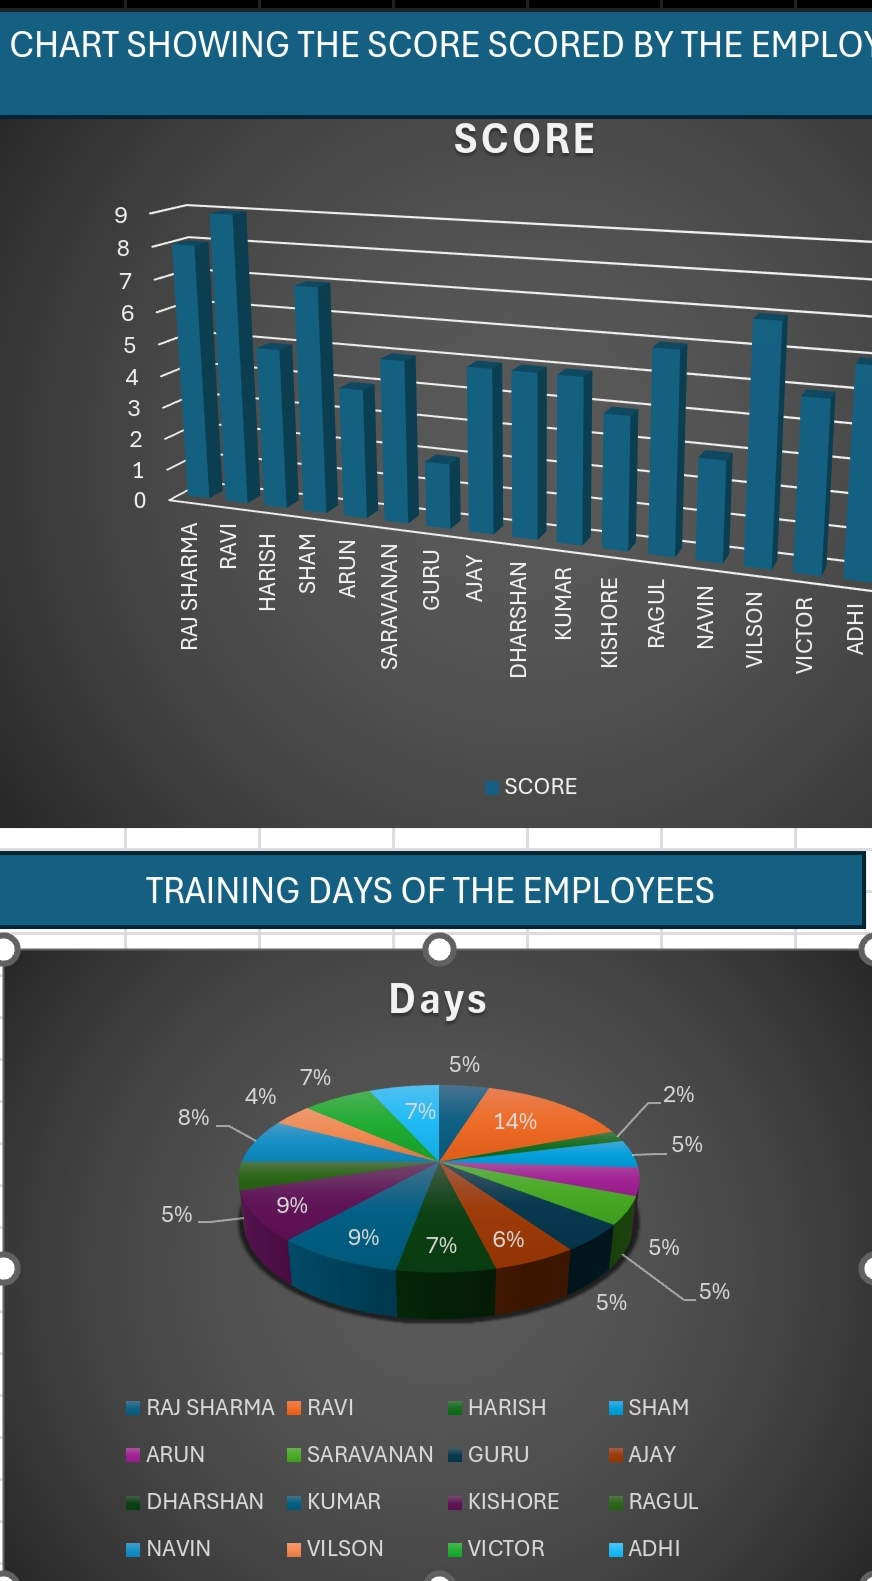 CHART SHOWING THE SCORE SCORED BY THE EMPLOY
SCORE
9
8
7
6
5
4
3
2
1
0
RAJ SHARMA
RAVI
HARISH
SHAM
ARUN
SARAVANAN
GURU
AJAY
DHARSHAN
KUMAR
KISHORE
RAGUL
NAVIN
VILSON
VICTOR
ADHI
SCORE
TRAINING DAYS OF THE EMPLOYEES
Days
5%
14%
2%
5%
5%
5%
5%
6%
7%
9%
9%
5%
8%
4%
7%
7%
RAJ SHARMA RAVI HARISH SHAM
ARUN SARAVANAN GURU AJAY
DHARSHAN KUMAR KISHORE RAGUL
NAVIN VILSON VICTOR ADHI